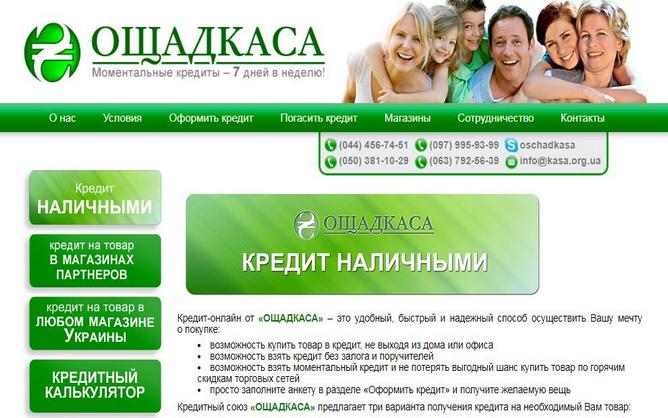 ОЩАДКАСА
Моментальные кредиты – 7 дней в неделю!
О нас Условия Оформить кредит Погасить кредит Магазины Сотрудничество Контакты
(044) 456-74-51 (097) 995-93-99 oschadkasa
(050) 381-10-29 (063) 792-56-39 info@kasa.org.ua
Кредит
НАЛИЧНЫМИ
кредит на товар
В МАГАЗИНАХ
ПАРТНЕРОВ
кредит на товар в
ЛЮБОМ МАГАЗИНЕ
УКРАИНЫ
КРЕДИТНЫЙ
КАЛЬКУЛЯТОР
ОЩАДКАСА
КРЕДИТ НАЛИЧНЫМИ
Кредит-онлайн от «ОЩАДКАСА» – это удобный, быстрый и надежный способ осуществить Вашу мечту
о покупке:
• возможность купить товар в кредит, не выходя из дома или офиса
• возможность взять кредит без залога и поручителей
• возможность взять моментальный кредит и не потерять выгодный шанс купить товар по горячим
скидкам торговых сетей
• просто заполните анкету в разделе «Оформить кредит» и получите желаемую вещь
Кредитный союз «ОЩАДКАСА» предлагает три варианта получения кредита на необходимый Вам товар: